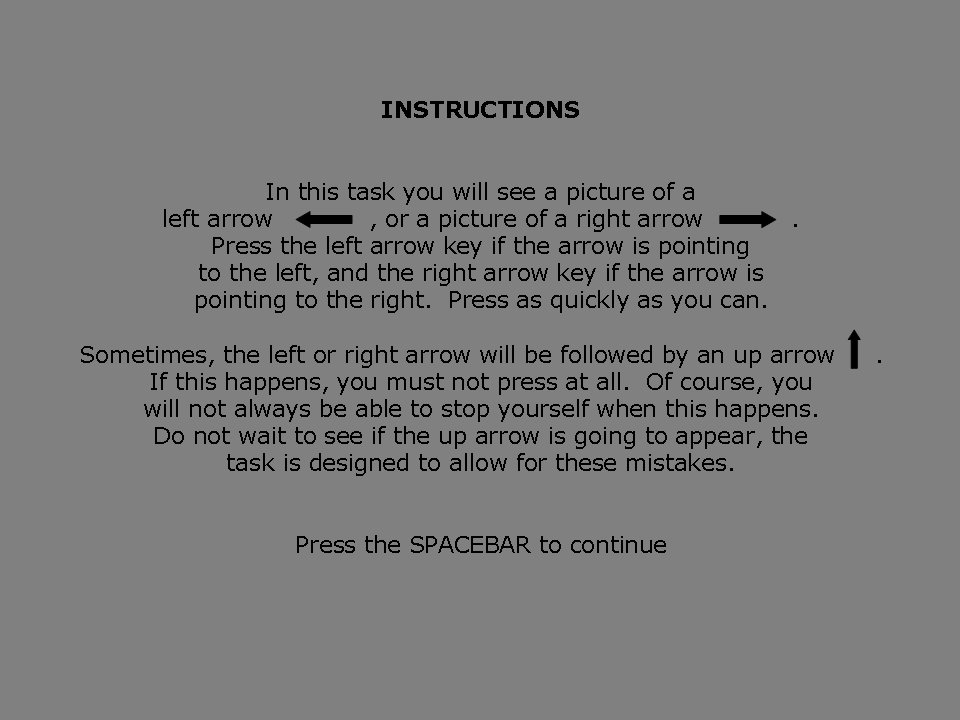 INSTRUCTIONS
In this task you will see a picture of a
left arrow , or a picture of a right arrow .
Press the left arrow key if the arrow is pointing
to the left, and the right arrow key if the arrow is
pointing to the right. Press as quickly as you can.
Sometimes, the left or right arrow will be followed by an up arrow .
If this happens, you must not press at all. Of course, you
will not always be able to stop yourself when this happens.
Do not wait to see if the up arrow is going to appear, the
task is designed to allow for these mistakes.
Press the SPACEBAR to continue